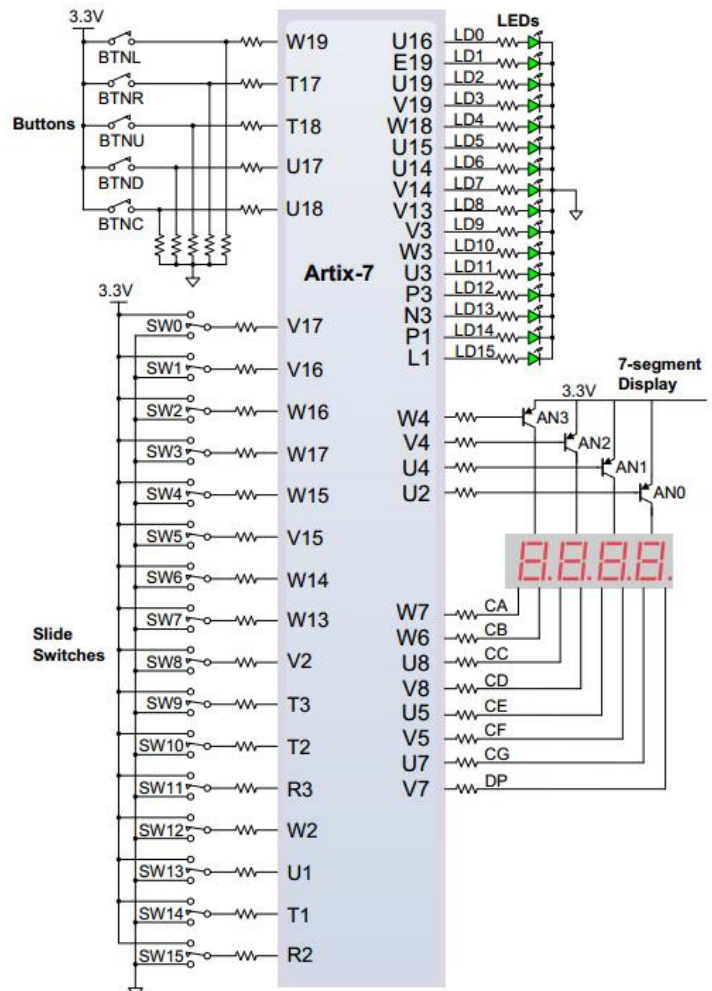 3.3V
BTNL W19
BTNR T17
Buttons
BTNU T18
BTND U17
BTNC U18
LEDs
U16 LD0
E19 LD1
U19 LD2
V19 LD3
W18 LD4
U15 LD5
U14 LD6
V14 LD7
V13 LD8
V3 LD9
W3 LD10
U3 LD11
P3 LD12
N3 LD13
P1 LD14
L1 LD15
Artix-7
3.3V
SW0 V17
SW1 V16
SW2 W16
SW3 W17
SW4 W15
SW5 V15
SW6 W14
SW7 W13
Slide
Switches
SW8 V2
SW9 T3
SW10 T2
SW11 R3
SW12 W2
SW13 U1
SW14 T1
SW15 R2
7-segment
Display
3.3V
W4 AN3
V4 AN2
U4 AN1
U2 AN0
8.8.8.8.
W7 CA
W6 CB
U8 CC
V8 CD
U5 CE
V5 CF
U7 CG
V7 DP